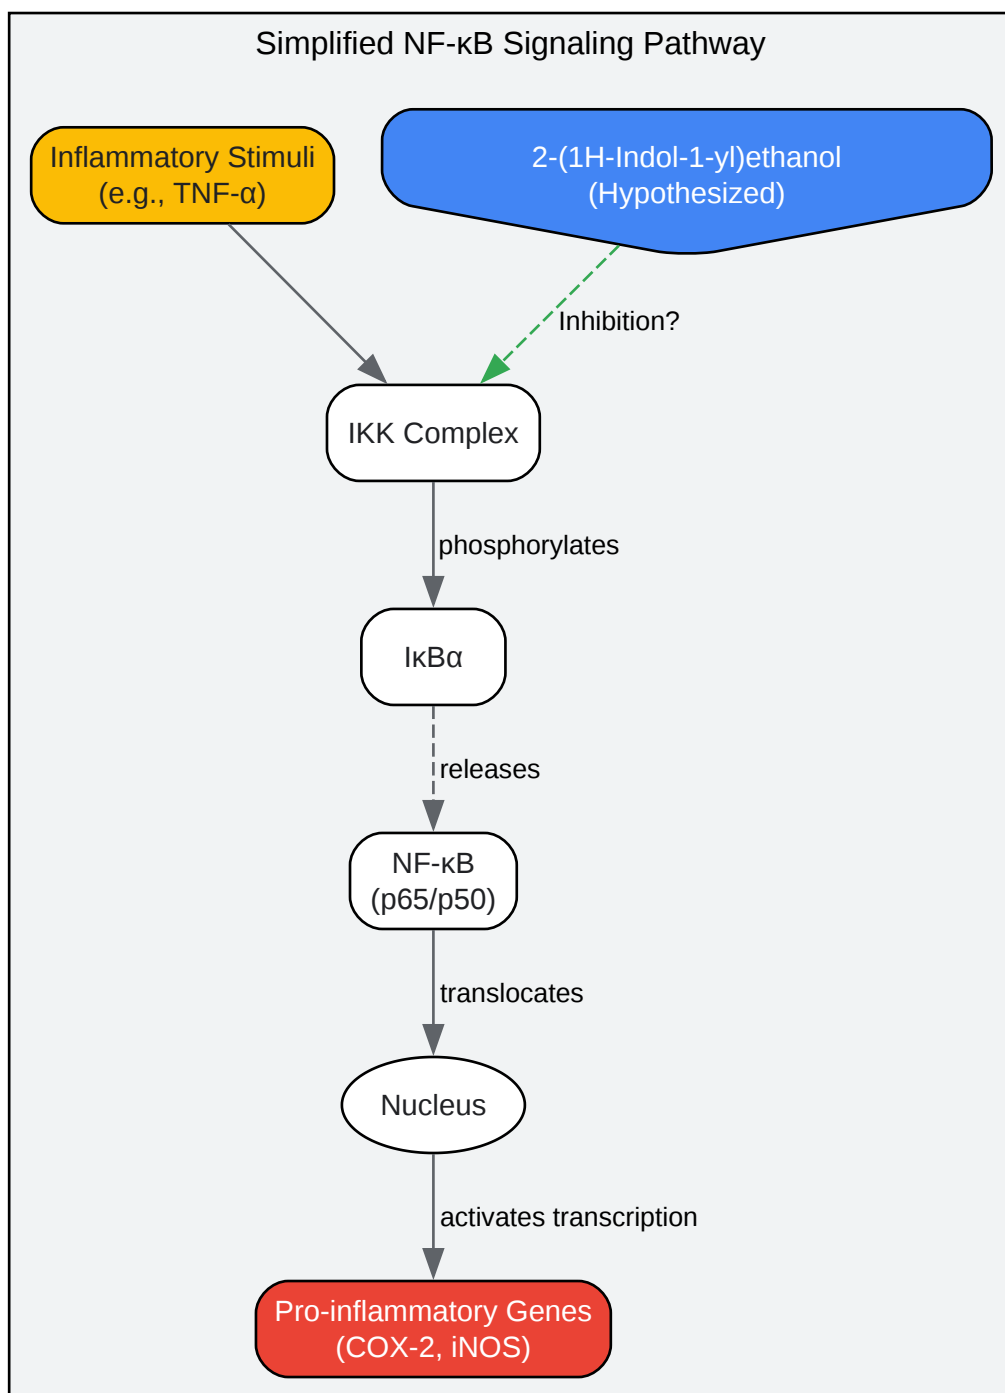 Simplified NF-κB Signaling Pathway
Inflammatory Stimuli
(e.g., TNF-α)
2-(1H-Indol-1-yl)ethanol
(Hypothesized)
Inhibition?
IKK Complex
phosphorylates
IκBα
releases
NF-κB
(p65/p50)
translocates
Nucleus
activates transcription
Pro-inflammatory Genes
(COX-2, iNOS)